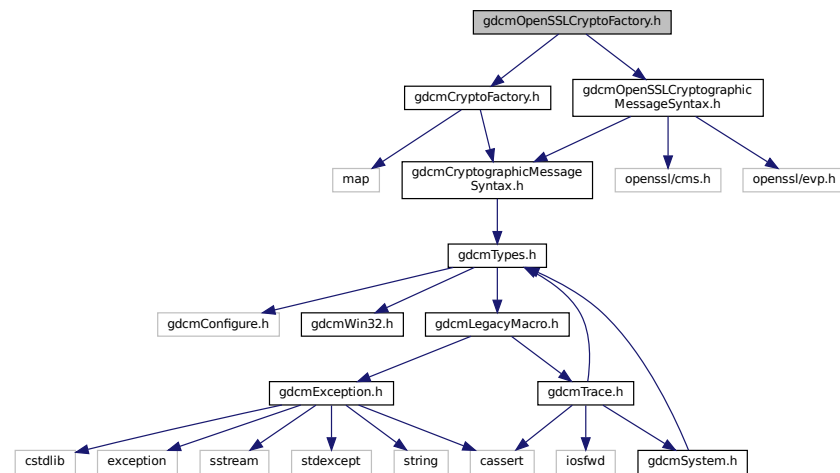 gdcmOpenSSLCryptoFactory.h
gdcmCryptoFactory.h
gdcmOpenSSLCryptographic
MessageSyntax.h
map
gdcmCryptographicMessage
Syntax.h
openssl/cms.h
openssl/evp.h
gdcmTypes.h
gdcmConfigure.h
gdcmWin32.h
gdcmLegacyMacro.h
gdcmException.h
gdcmTrace.h
cstdlib
exception
sstream
stdexcept
string
cassert
iosfwd
gdcmSystem.h